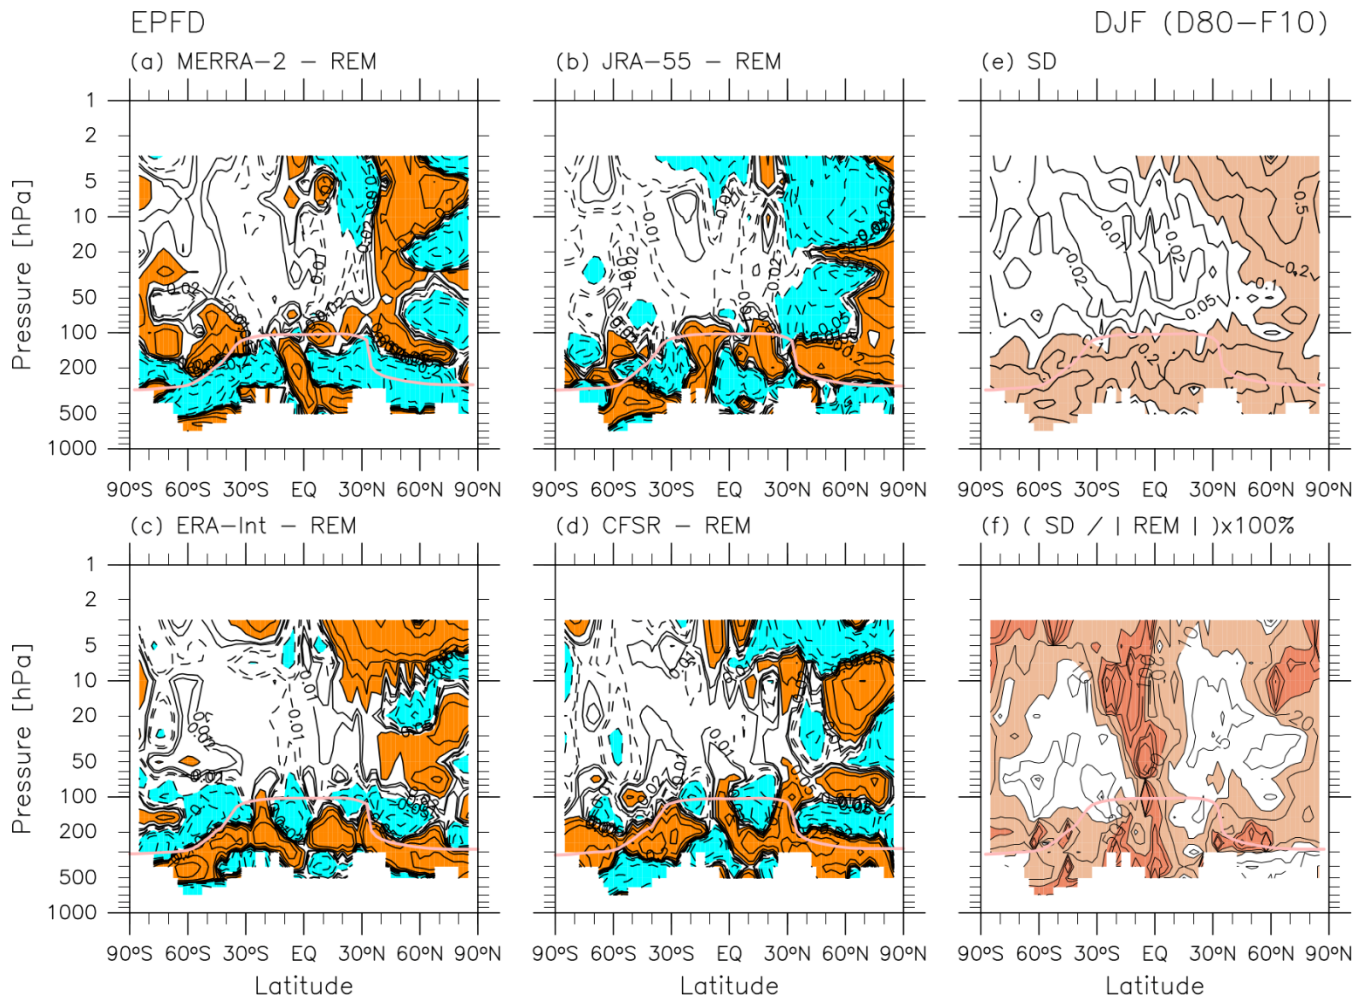 EPFD DJF (D80–F10)
(a) MERRA–2 – REM (b) JRA–55 – REM (e) SD
Pressure [hPa]
1
2
5
10
20
50
100
200
500
1000
90°S 60°S 30°S EQ 30°N 60°N 90°N 90°S 60°S 30°S EQ 30°N 60°N 90°N 90°S 60°S 30°S EQ 30°N 60°N 90°N
(c) ERA–Int – REM (d) CFSR – REM (f) ( SD / | REM | )x100%
Pressure [hPa]
1
2
5
10
20
50
100
200
500
1000
90°S 60°S 30°S EQ 30°N 60°N 90°N 90°S 60°S 30°S EQ 30°N 60°N 90°N 90°S 60°S 30°S EQ 30°N 60°N 90°N
Latitude Latitude Latitude